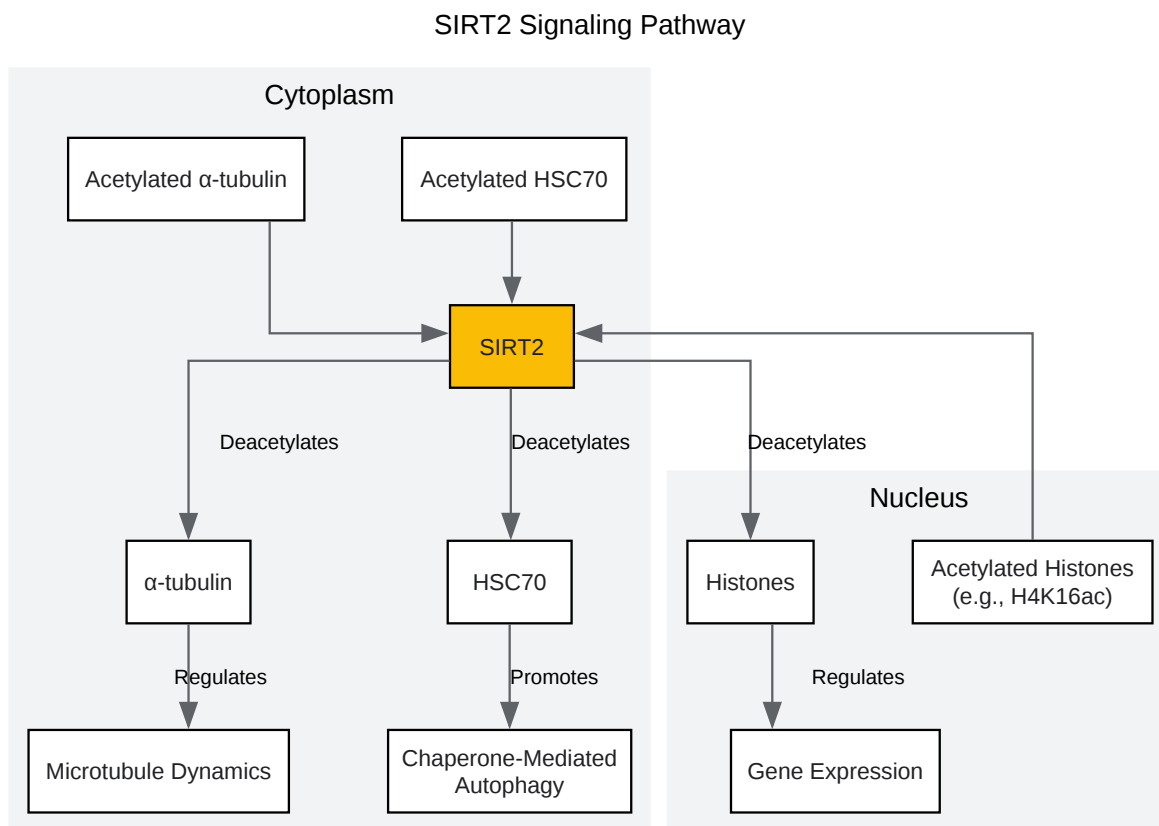 SIRT2 Signaling Pathway
Cytoplasm
Acetylated α-tubulin
Acetylated HSC70
SIRT2
Deacetylates
Deacetylates
Deacetylates
Nucleus
α-tubulin
HSC70
Histones
Acetylated Histones
(e.g., H4K16ac)
Regulates
Promotes
Regulates
Microtubule Dynamics
Chaperone-Mediated
Autophagy
Gene Expression